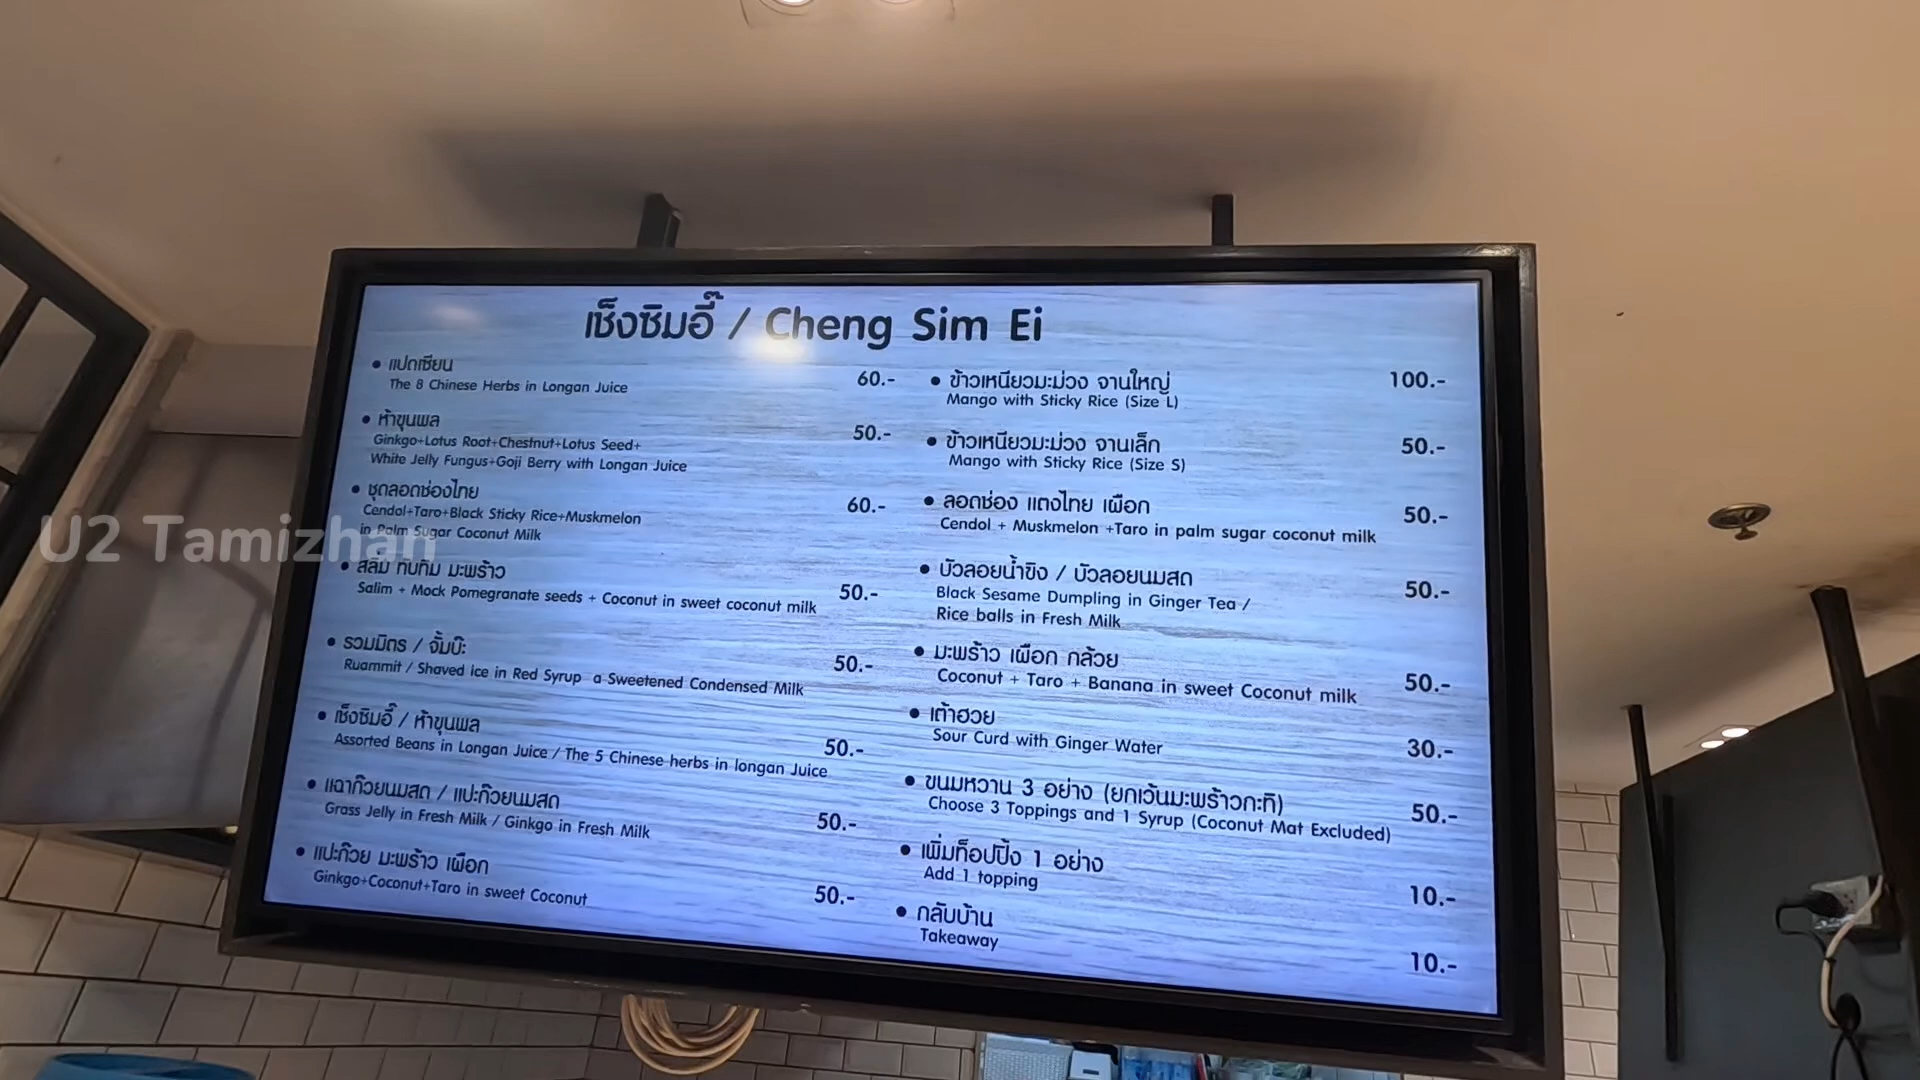 เช็งซิมอี๊ / Cheng Sim Ei
• แปดเซียน
The 8 Chinese Herbs in Longan Juice
60.-
• ห้าขุนพล
Ginkgo+Lotus Root+Chestnut+Lotus Seed+
White Jelly Fungus+Goji Berry with Longan Juice
50.-
• ชุดลอดช่องไทย
Cendol+Taro+Black Sticky Rice+Muskmelon
in Palm Sugar Coconut Milk
60.-
• สลิ่ม ทับทิม มะพร้าว
Salim + Mock Pomegranate seeds + Coconut in sweet coconut milk
50.-
• รวมมิตร / จ้ำบ๊ะ
Ruammit / Shaved ice in Red Syrup a Sweetened Condensed Milk
50.-
• เช็งซิมอี๊ / ห้าขุนพล
Assorted Beans in Longan Juice / The 5 Chinese herbs in longan Juice
50.-
• แฉาก๊วยนมสด / แปะก๊วยนมสด
Grass Jelly in Fresh Milk / Ginkgo in Fresh Milk
50.-
• แปะก๊วย มะพร้าว เผือก
Ginkgo+Coconut+Taro in sweet Coconut
50.-
• ข้าวเหนียวมะม่วง จานใหญ่
Mango with Sticky Rice (Size L)
100.-
• ข้าวเหนียวมะม่วง จานเล็ก
Mango with Sticky Rice (Size S)
50.-
• ลอดช่อง แตงไทย เผือก
Cendol + Muskmelon +Taro in palm sugar coconut milk
50.-
• บัวลอยน้ำขิง / บัวลอยนมสด
Black Sesame Dumpling in Ginger Tea /
Rice balls in Fresh Milk
50.-
• มะพร้าว เผือก กล้วย
Coconut + Taro + Banana in sweet Coconut milk
50.-
• เต้าฮวย
Sour Curd with Ginger Water
30.-
• ขนมหวาน 3 อย่าง (ยกเว้นมะพร้าวกะทิ)
Choose 3 Toppings and 1 Syrup (Coconut Mat Excluded)
50.-
• เพิ่มท็อปปิ้ง 1 อย่าง
Add 1 topping
10.-
• กลับบ้าน
Takeaway
10.-
U2 Tamizhan